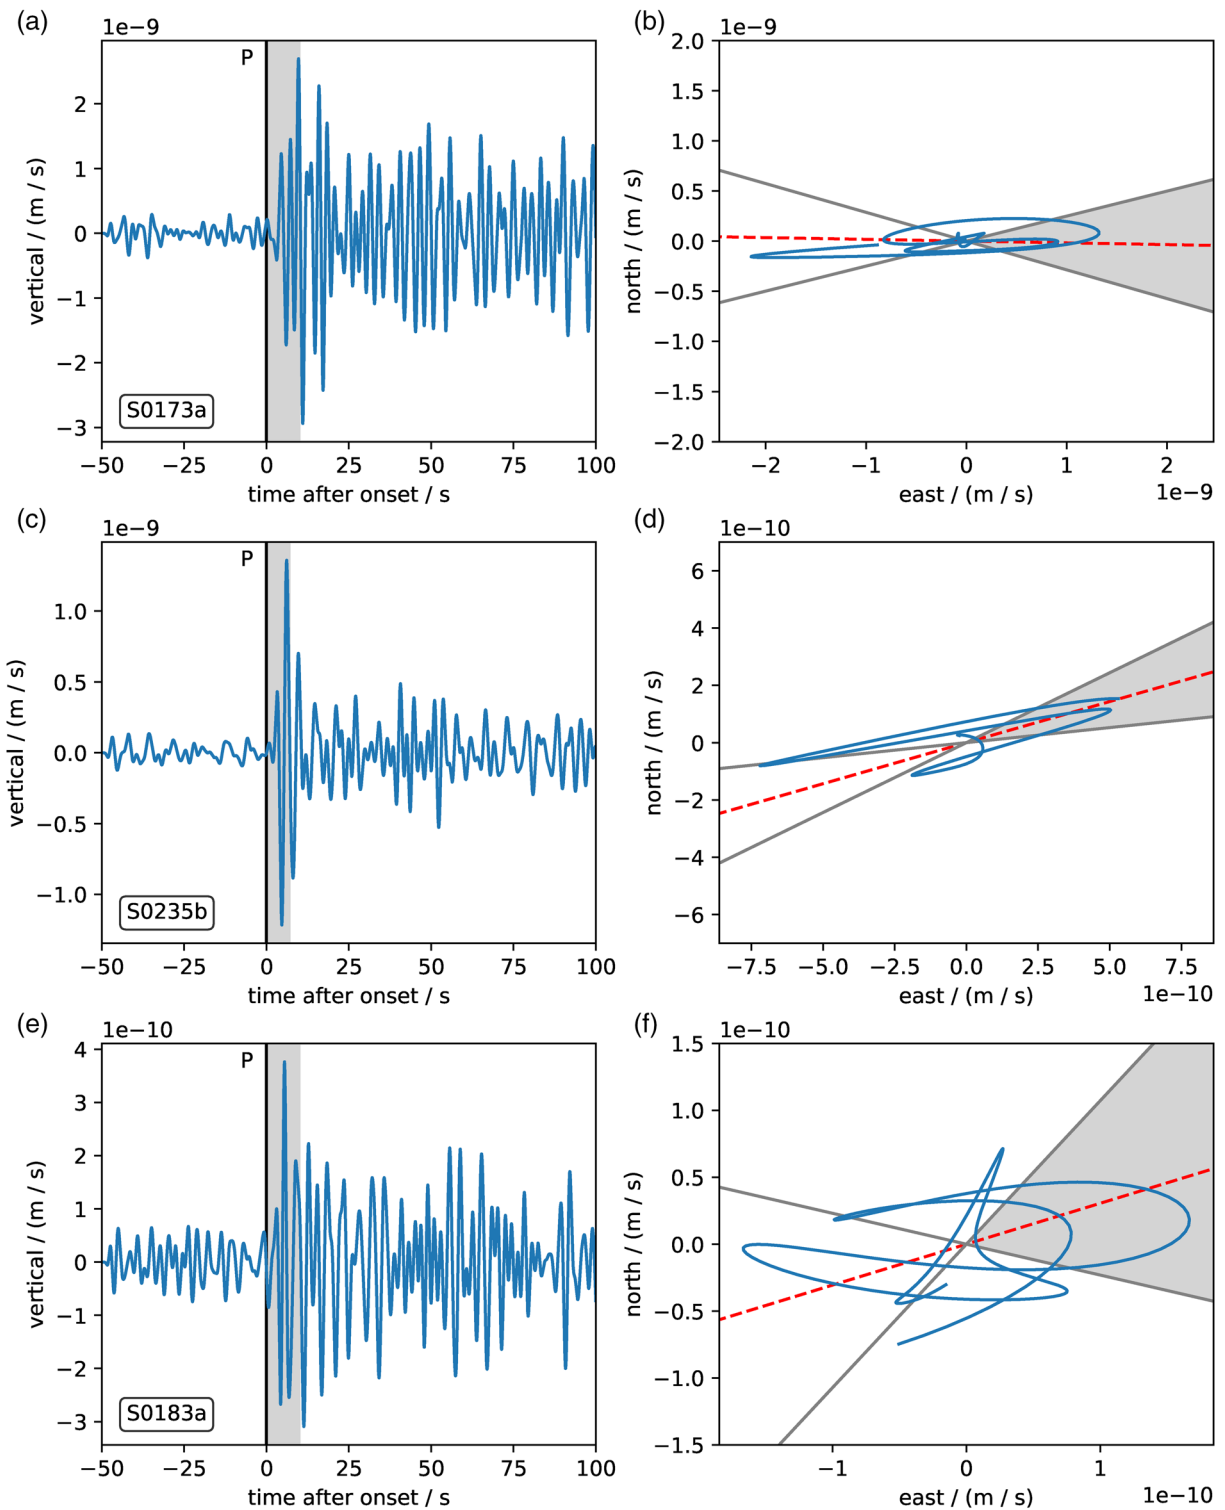 (a)
1e−9
P
vertical / (m / s)
2
1
0
−1
−2
−3
S0173a
−50
−25
0
25
50
75
100
time after onset / s
(b)
1e−9
north / (m / s)
2.0
1.5
1.0
0.5
0.0
−0.5
−1.0
−1.5
−2.0
−2
−1
0
1
2
east / (m / s)
1e−9
(c)
1e−9
P
vertical / (m / s)
1.0
0.5
0.0
−0.5
−1.0
S0235b
−50
−25
0
25
50
75
100
time after onset / s
(d)
1e−10
north / (m / s)
6
4
2
0
−2
−4
−6
−7.5
−5.0
−2.5
0.0
2.5
5.0
7.5
east / (m / s)
1e−10
(e)
1e−10
P
vertical / (m / s)
4
3
2
1
0
−1
−2
−3
S0183a
−50
−25
0
25
50
75
100
time after onset / s
(f)
1e−10
north / (m / s)
1.5
1.0
0.5
0.0
−0.5
−1.0
−1.5
−1
0
1
east / (m / s)
1e−10